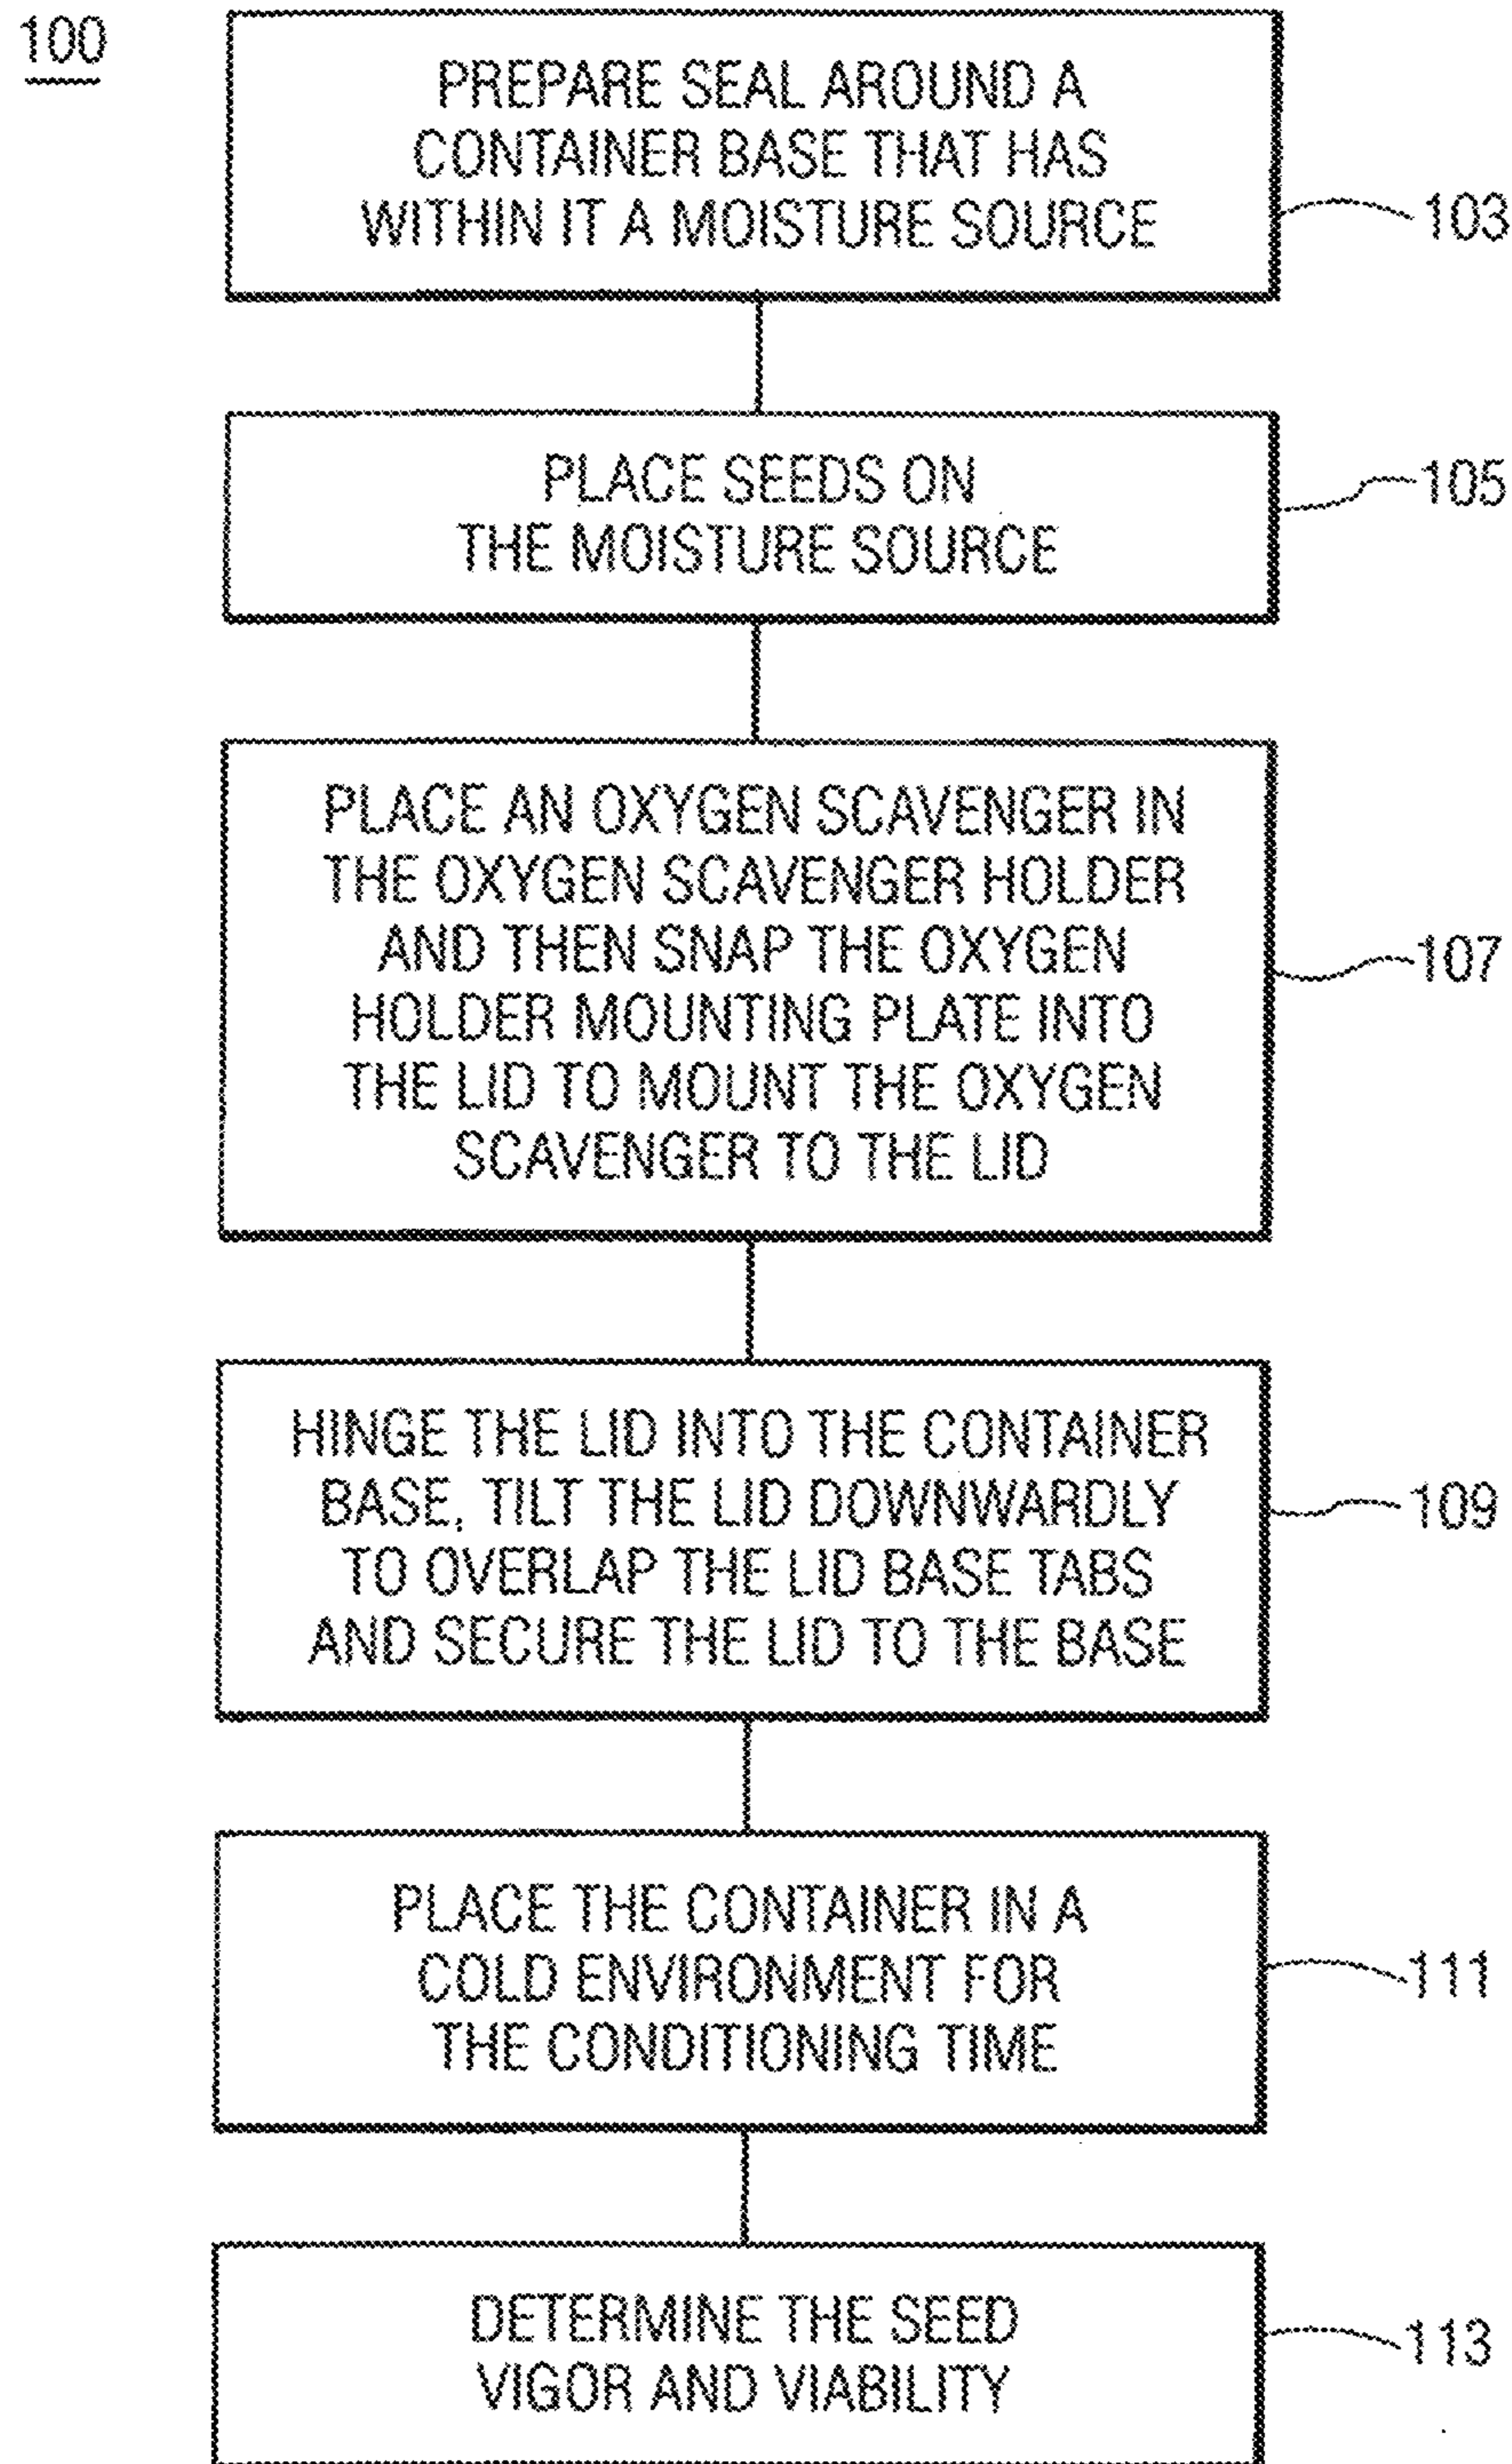 100
PREPARE SEAL AROUND A
CONTAINER BASE THAT HAS
WITHIN IT A MOISTURE SOURCE
103
PLACE SEEDS ON
THE MOISTURE SOURCE
105
PLACE AN OXYGEN SCAVENGER IN
THE OXYGEN SCAVENGER HOLDER
AND THEN SNAP THE OXYGEN
HOLDER MOUNTING PLATE INTO
THE LID TO MOUNT THE OXYGEN
SCAVENGER TO THE LID
107
HINGE THE LID INTO THE CONTAINER
BASE, TILT THE LID DOWNWARDLY
TO OVERLAP THE LID BASE TABS
AND SECURE THE LID TO THE BASE
109
PLACE THE CONTAINER IN A
COLD ENVIRONMENT FOR
THE CONDITIONING TIME
111
DETERMINE THE SEED
VIGOR AND VIABILITY
113